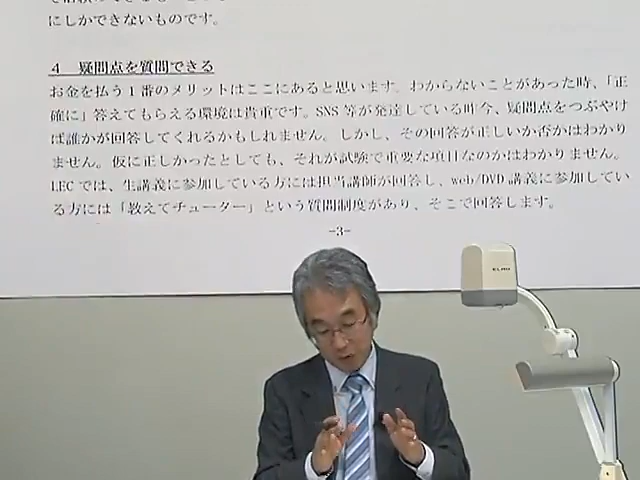 にしかできないものです。
４　疑問点を質問できる
お金を払う１番のメリットはここにあると思います。わからないことがあった時、「正
確に」答えてもらえる環境は貴重です。SNS 等が発達している昨今、疑問点をつぶやけ
ば誰かが回答してくれるかもしれません。しかし、その回答が正しいか否かはわかり
ません。仮に正しかったとしても、それが試験で重要な項目なのかはわかりません。
LEC では、生講義に参加している方には担当講師が回答し、web/DVD 講義に参加してい
る方には「教えてチューター」という質問制度があり、そこで回答します。
-3-
ELMO